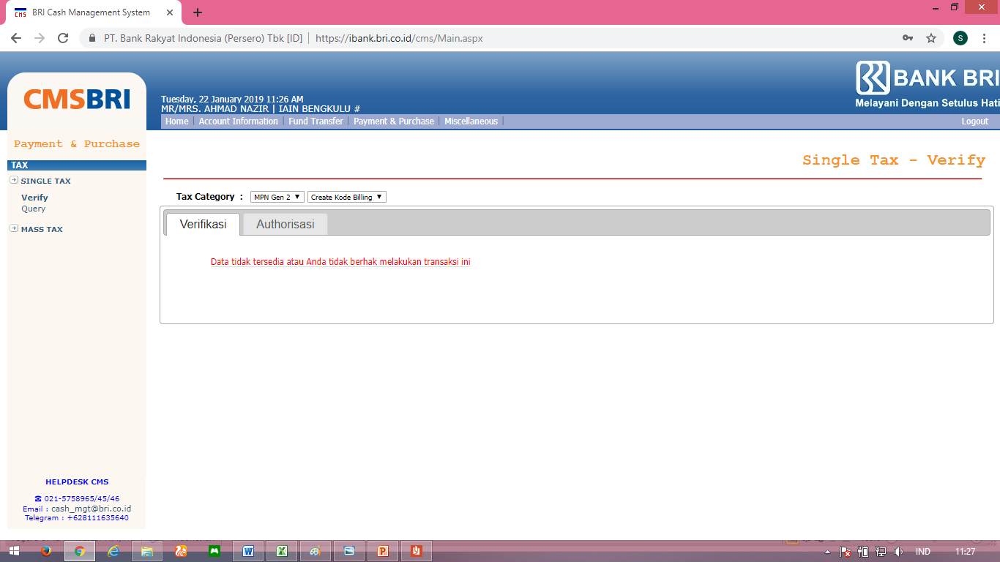 CMS BRI Cash Management System
PT. Bank Rakyat Indonesia (Persero) Tbk [ID] https://ibank.bri.co.id/cms/Main.aspx
S
CMSBRI
BANK BRI
Melayani Dengan Setulus Hati
Tuesday, 22 January 2019 11:26 AM
MR/MRS. AHMAD NAZIR | IAIN BENGKULU #
Home | Account Information | Fund Transfer | Payment & Purchase | Miscellaneous |
Logout
Payment & Purchase
TAX
SINGLE TAX
Verify
Query
MASS TAX
Single Tax - Verify
Tax Category : MPN Gen 2 Create Kode Billing
Verifikasi Authorisasi
Data tidak tersedia atau Anda tidak berhak melakukan transaksi ini
HELPDESK CMS
☎ 021-5758965/45/46
Email : cash_mgt@bri.co.id
Telegram : +628111635640
IND 11:27